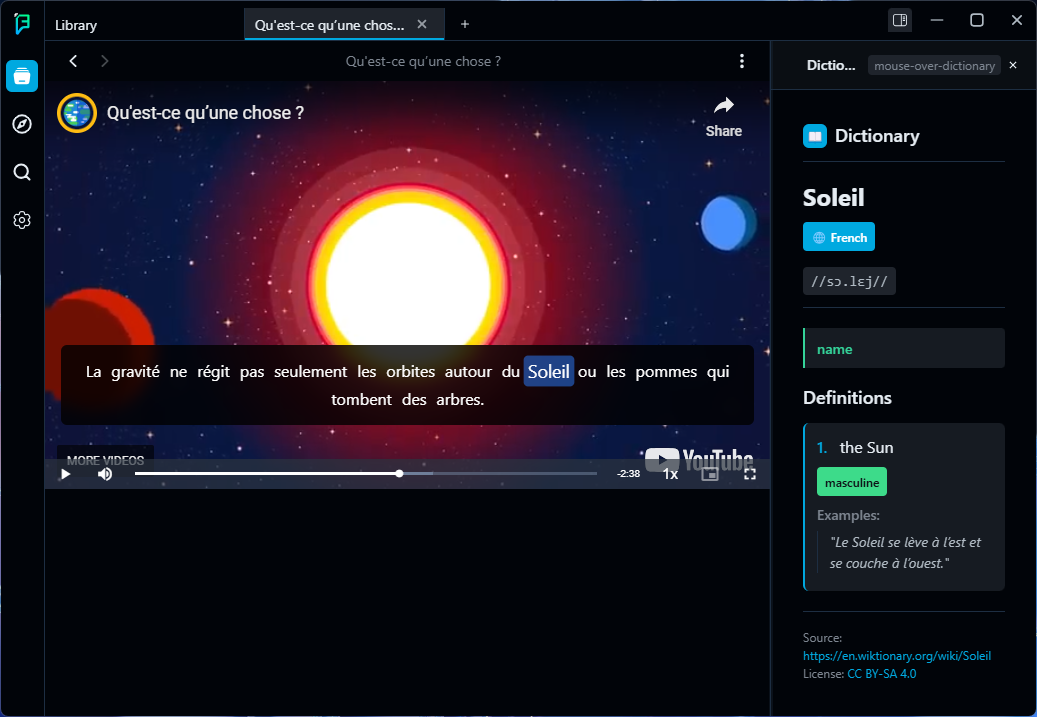 Library
Qu'est-ce qu’une chos...
Qu'est-ce qu’une chose ?
Qu'est-ce qu’une chose ?
Share
La gravité ne régit pas seulement les orbites autour du Soleil ou les pommes qui
tombent des arbres.
MORE VIDEOS
YouTube
-2:38
1x
Dictio...
mouse-over-dictionary
Dictionary
Soleil
French
//sɔ.lɛj//
name
Definitions
1. the Sun
masculine
Examples:
"Le Soleil se lève à l’est et
se couche à l’ouest."
Source:
https://en.wiktionary.org/wiki/Soleil
License: CC BY-SA 4.0